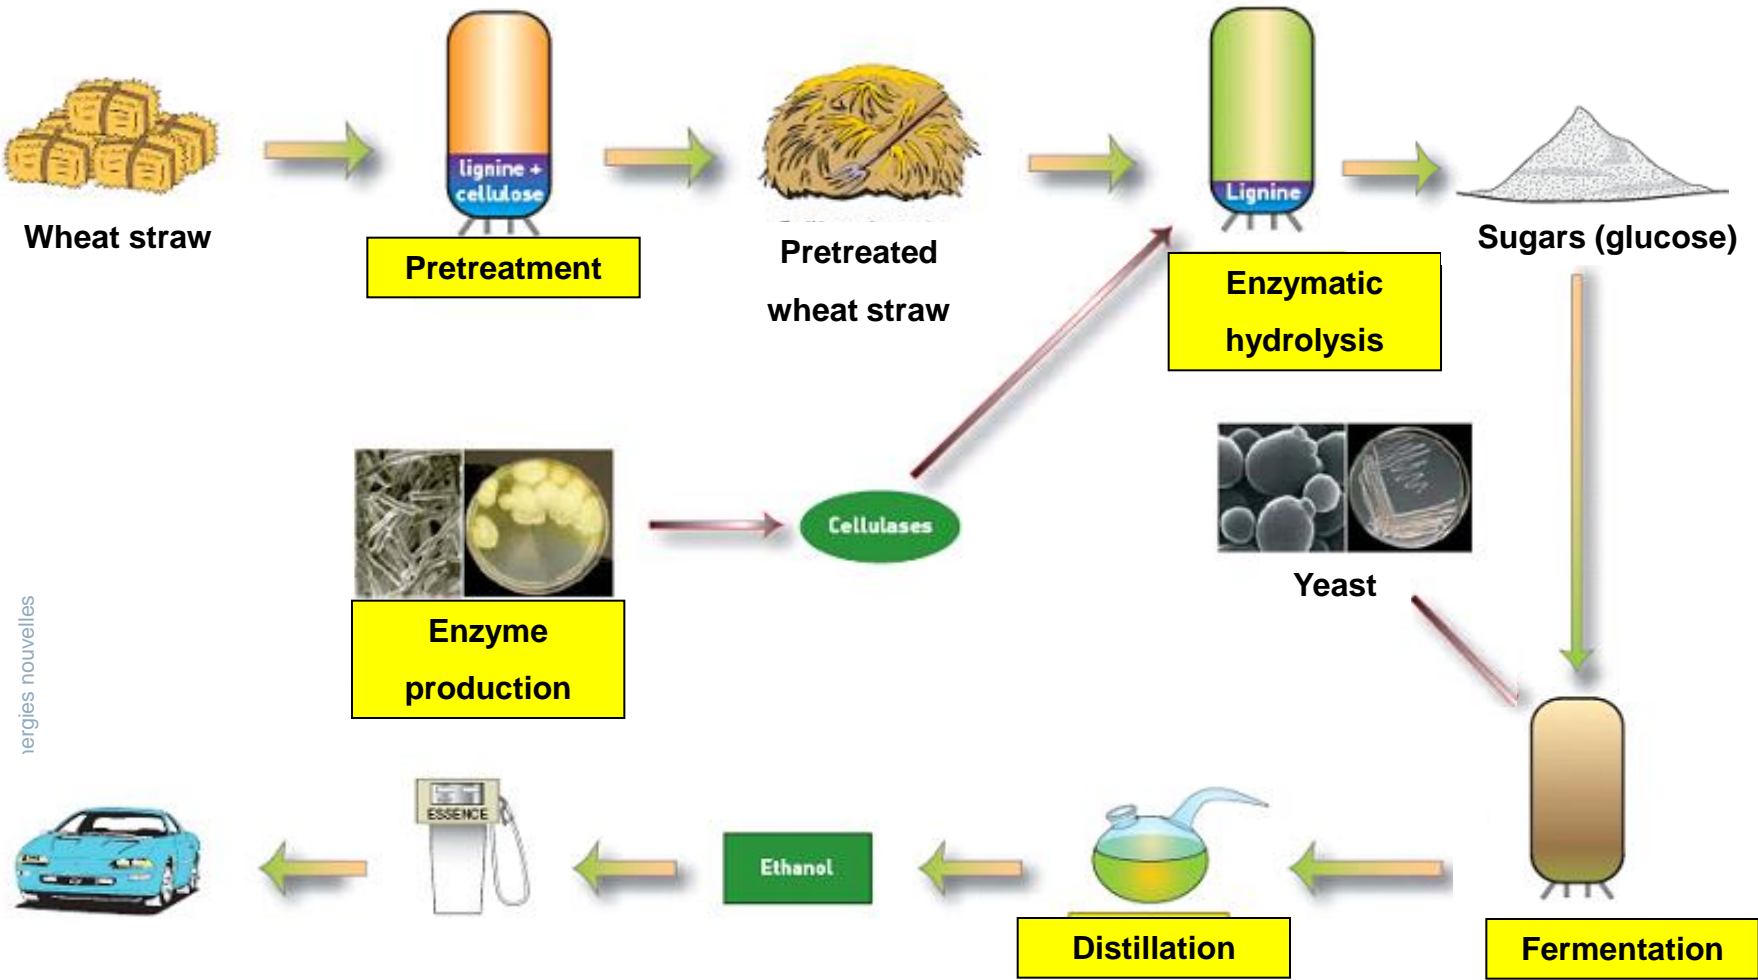 lignine +
cellulose
Lignine
Wheat straw
Pretreatment
Pretreated
wheat straw
Enzymatic
hydrolysis
Sugars (glucose)
Cellulases
Yeast
Enzyme
production
nouvelles
ESSENCE
Ethanol
Distillation
Fermentation